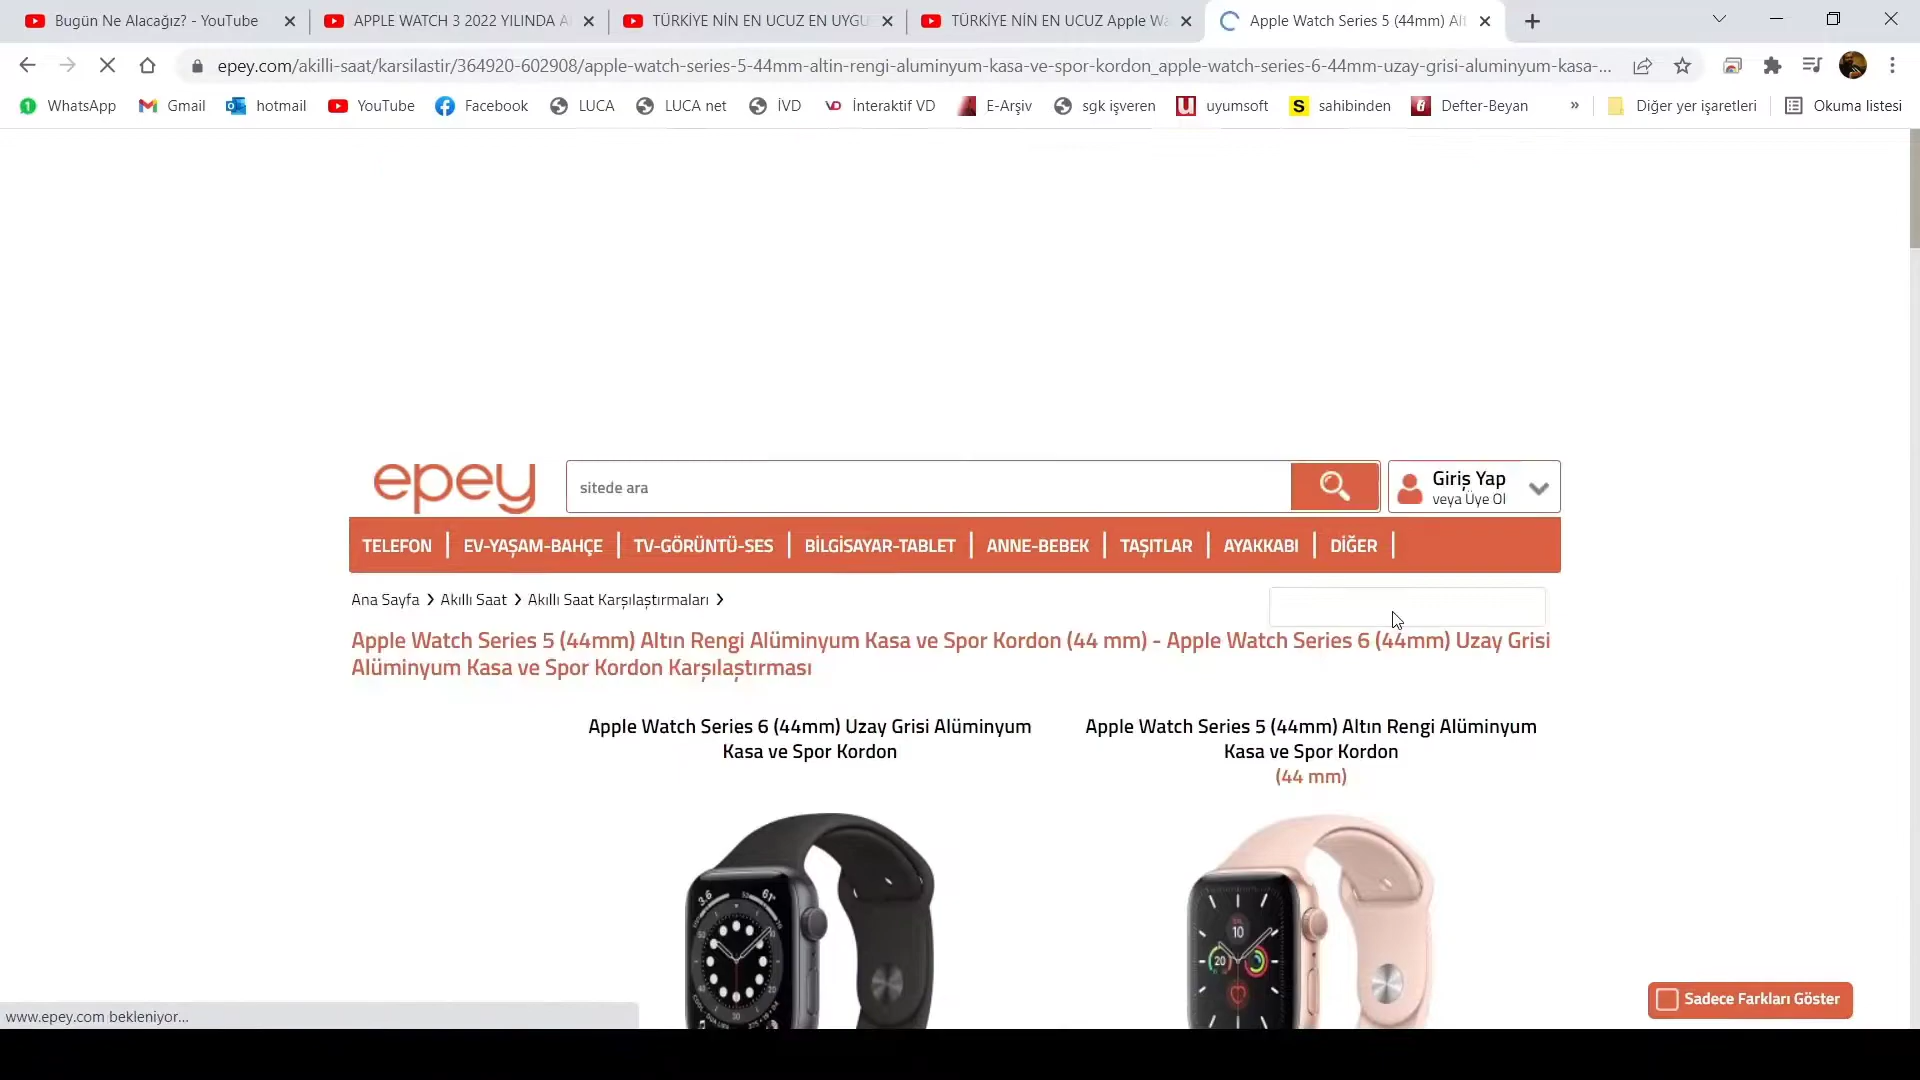 Bugün Ne Alacağız? - YouTube
APPLE WATCH 3 2022 YILINDA A
TÜRKİYE NİN EN UCUZ EN UYGU
TÜRKİYE NİN EN UCUZ Apple Wa
Apple Watch Series 5 (44mm) Alt
epey.com/akilli-saat/karsilastir/364920-602908/apple-watch-series-5-44mm-altin-rengi-aluminyum-kasa-ve-spor-kordon_apple-watch-series-6-44mm-uzay-grisi-aluminyum-kasa-...
WhatsApp
Gmail
hotmail
YouTube
Facebook
LUCA
LUCA net
İVD
İnteraktif VD
E-Arşiv
sgk işveren
uyumsoft
sahibinden
Defter-Beyan
»
Diğer yer işaretleri
Okuma listesi
epey
sitede ara
Giriş Yap
veya Üye Ol
TELEFON
EV-YAŞAM-BAHÇE
TV-GÖRÜNTÜ-SES
BİLGİSAYAR-TABLET
ANNE-BEBEK
TAŞITLAR
AYAKKABI
DİĞER
Ana Sayfa > Akıllı Saat > Akıllı Saat Karşılaştırmaları >
Apple Watch Series 5 (44mm) Altın Rengi Alüminyum Kasa ve Spor Kordon (44 mm) - Apple Watch Series 6 (44mm) Uzay Grisi
Alüminyum Kasa ve Spor Kordon Karşılaştırması
Apple Watch Series 6 (44mm) Uzay Grisi Alüminyum
Kasa ve Spor Kordon
Apple Watch Series 5 (44mm) Altın Rengi Alüminyum
Kasa ve Spor Kordon
(44 mm)
10
20
Sadece Farkları Göster
www.epey.com bekleniyor...